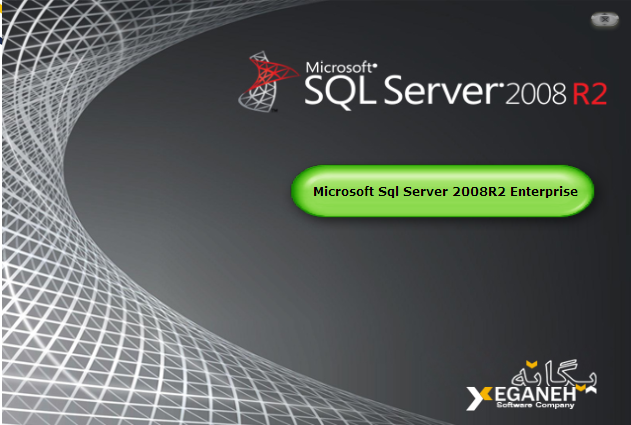 Microsoft®
SQL Server® 2008 R2
Microsoft Sql Server 2008R2 Enterprise
یگانه
YEGANEH
Software Company